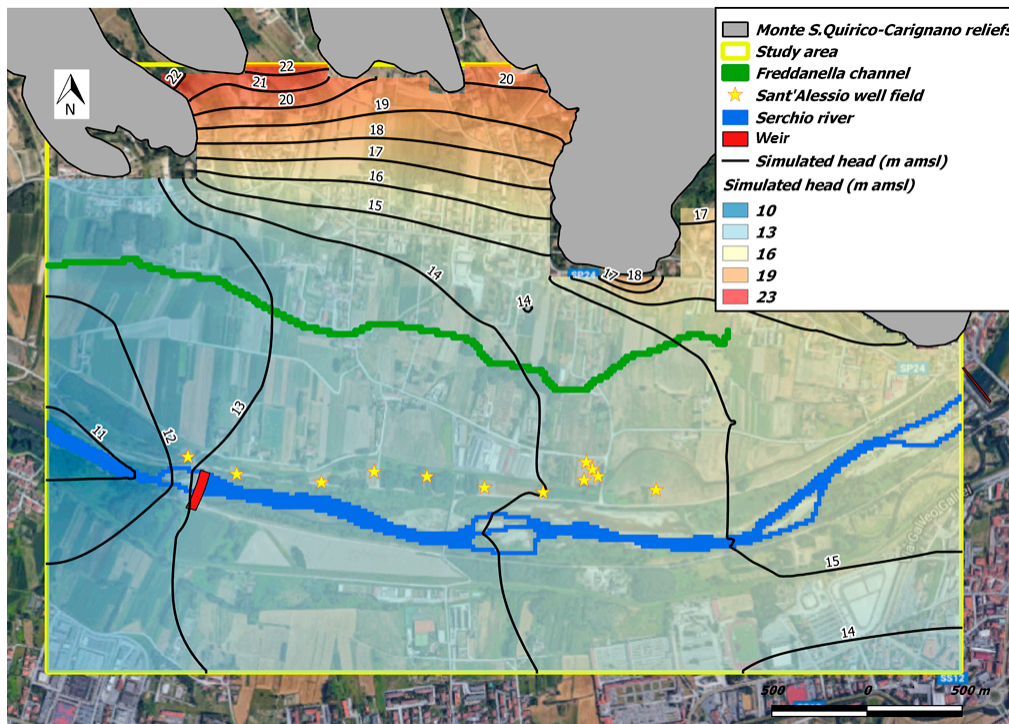 Monte S.Quirico-Carignano reliefs
Study area
Freddanella channel
Sant'Alessio well field
Serchio river
Weir
Simulated head (m amsl)
Simulated head (m amsl)
10
13
16
19
23
N
22
22
21
20
20
19
18
17
16
15
17
SP24
17
18
14
14
SP24
13
12
11
Galileo Galilei
15
14
SS12
500
0
500 m